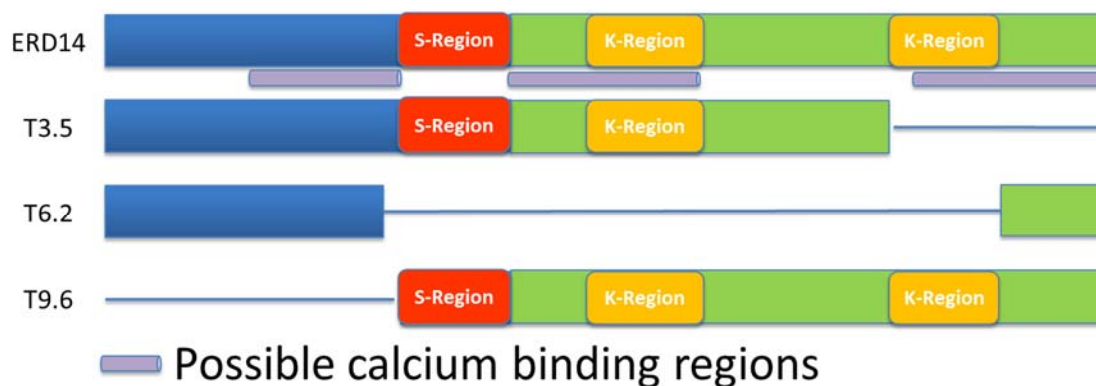 ERD14 S-Region K-Region K-Region
T3.5 S-Region K-Region
T6.2
T9.6 S-Region K-Region K-Region
Possible calcium binding regions